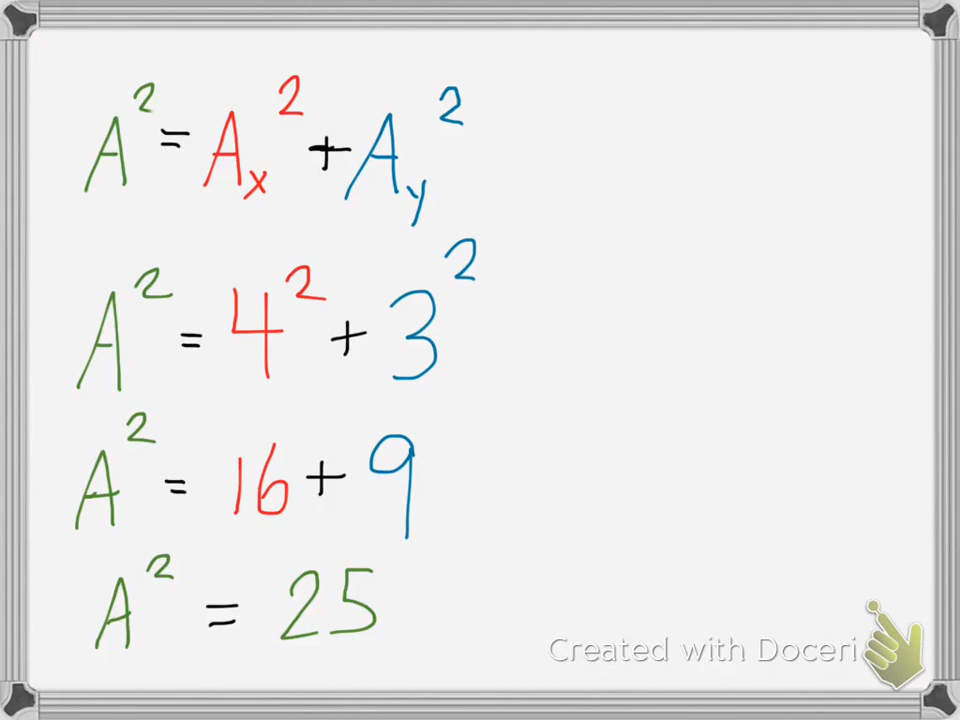 A² = Aₓ² + Aᵧ²
A² = 4² + 3²
A² = 16 + 9
A² = 25
Created with Doceri